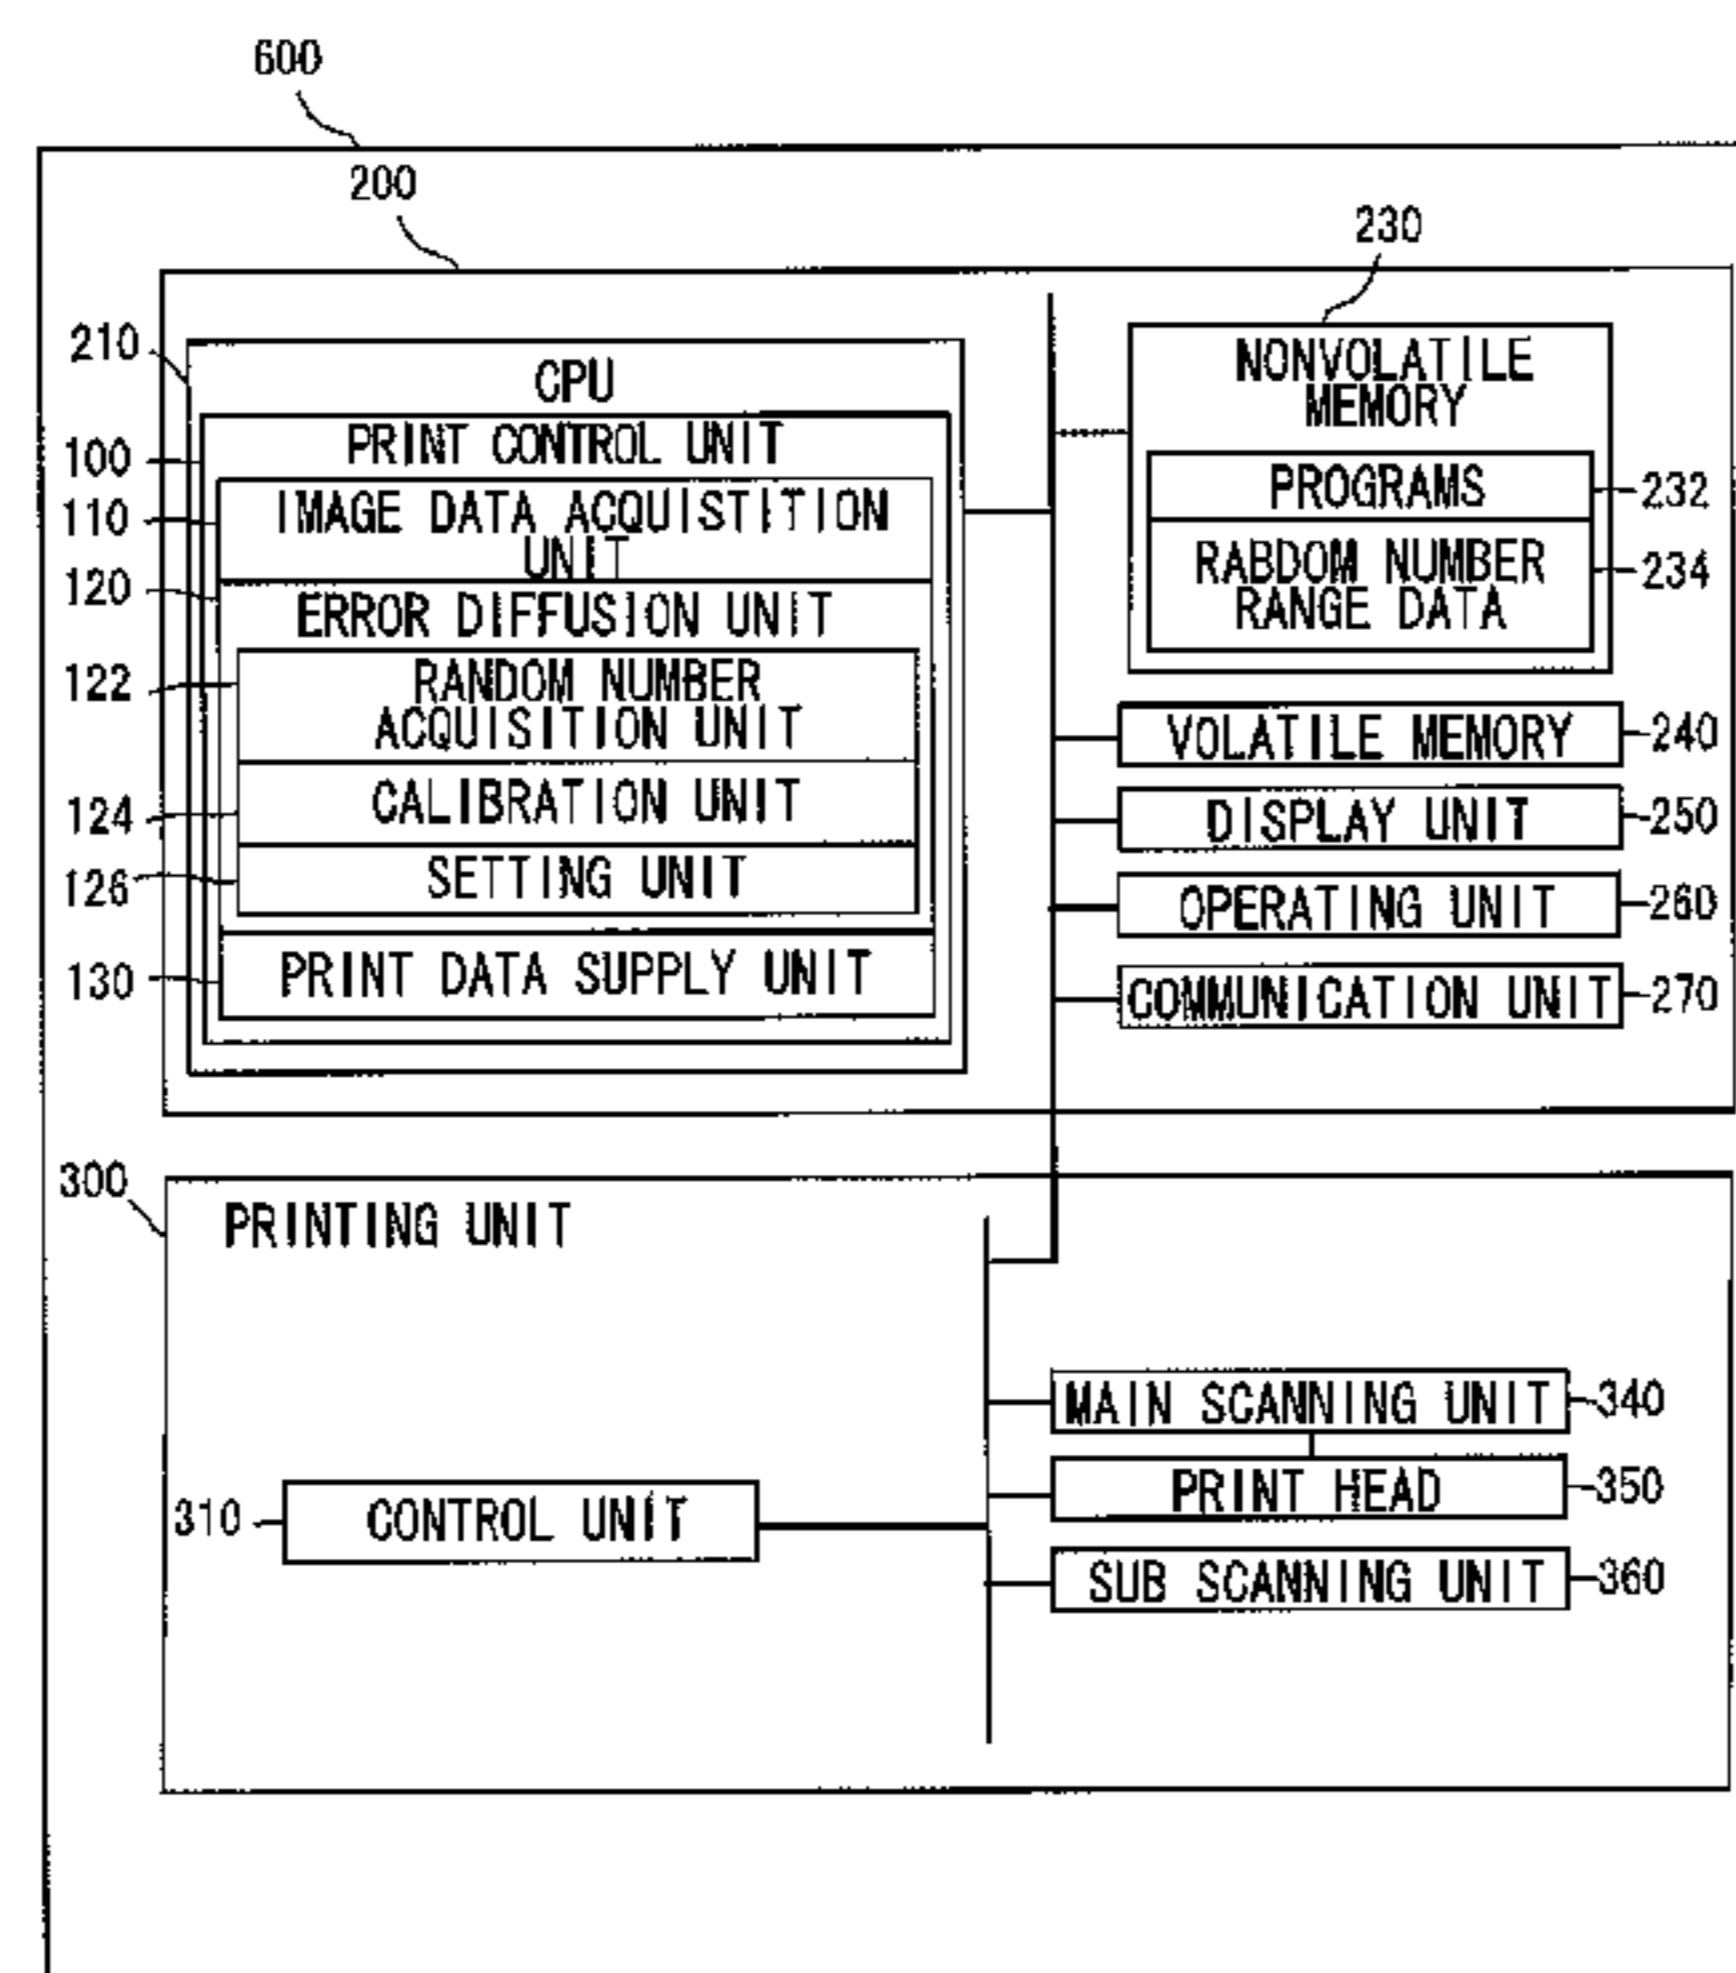 600
200
230
210
CPU
NONVOLATILE
MEMORY
100
PRINT CONTROL UNIT
PROGRAMS
232
110
IMAGE DATA ACQUISTITION
UNIT
RABDOM NUMBER
RANGE DATA
234
120
ERROR DIFFUSION UNIT
122
RANDOM NUMBER
ACQUISITION UNIT
VOLATILE MEMORY
240
124
CALIBRATION UNIT
DISPLAY UNIT
250
126
SETTING UNIT
OPERATING UNIT
260
130
PRINT DATA SUPPLY UNIT
COMMUNICATION UNIT
270
300
PRINTING UNIT
MAIN SCANNING UNIT
340
PRINT HEAD
350
310
CONTROL UNIT
SUB SCANNING UNIT
360